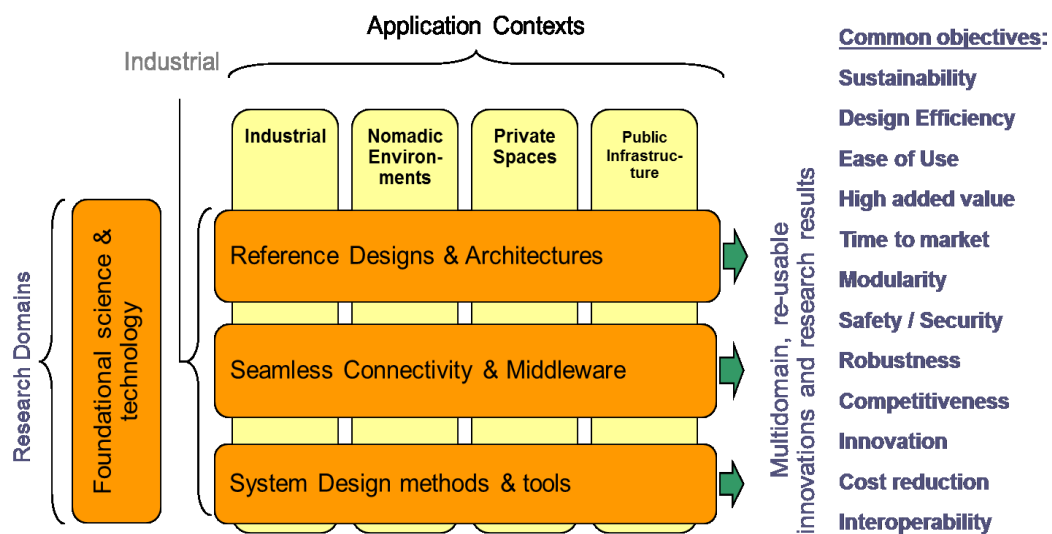 Application Contexts
Industrial
Industrial
Nomadic
Environ-
ments
Private
Spaces
Public
Infrastruc-
ture
Research Domains
Foundational science &
technology
Reference Designs & Architectures
Seamless Connectivity & Middleware
System Design methods & tools
Multidomain, re-usable
innovations and research results
Common objectives:
Sustainability
Design Efficiency
Ease of Use
High added value
Time to market
Modularity
Safety / Security
Robustness
Competitiveness
Innovation
Cost reduction
Interoperability